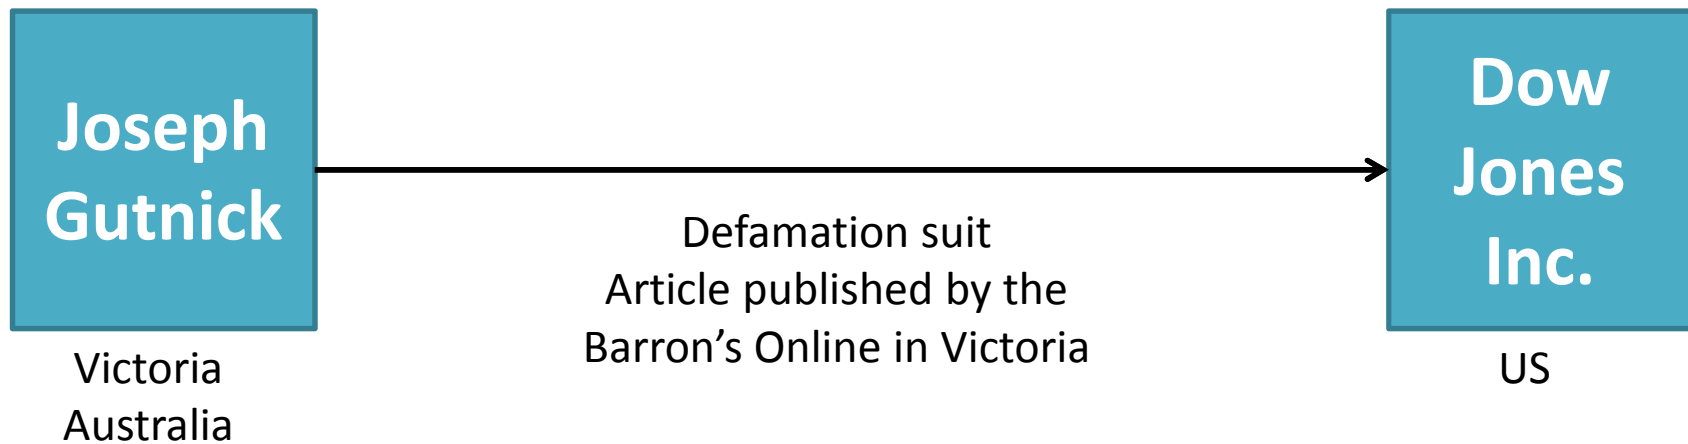 Joseph
Gutnick
Victoria
Australia
Defamation suit
Article published by the
Barron’s Online in Victoria
Dow
Jones
Inc.
US